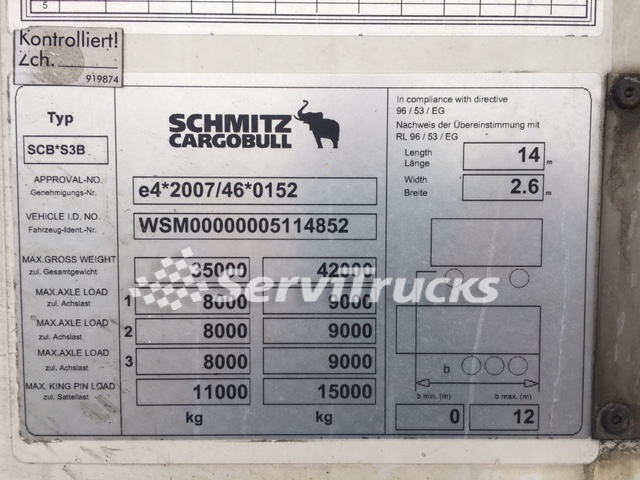 5
Kontrolliert!
Zch.
919874
Typ
SCB*S3B
SCHMITZ
CARGOBULL
In compliance with directive
96 / 53 / EG
Nachweis der Übereinstimmung mit
RL 96 / 53 / EG
Length
Länge
14 m
Width
Breite
2.6 m
APPROVAL-NO.
Genehmigungs-Nr.
e4*2007/46*0152
VEHICLE I.D. NO.
Fahrzeug-Ident.-Nr.
WSM00000005114852
MAX.GROSS WEIGHT
zul. Gesamtgewicht
35000 42000
MAX.AXLE LOAD
zul. Achslast
1 8000 9000
MAX.AXLE LOAD
zul. Achslast
2 8000 9000
MAX.AXLE LOAD
zul. Achslast
3 8000 9000
MAX. KING PIN LOAD
zul. Sattellast
11000 15000
kg kg
b
b min. (m) b max. (m)
0 12
ServiTrucks